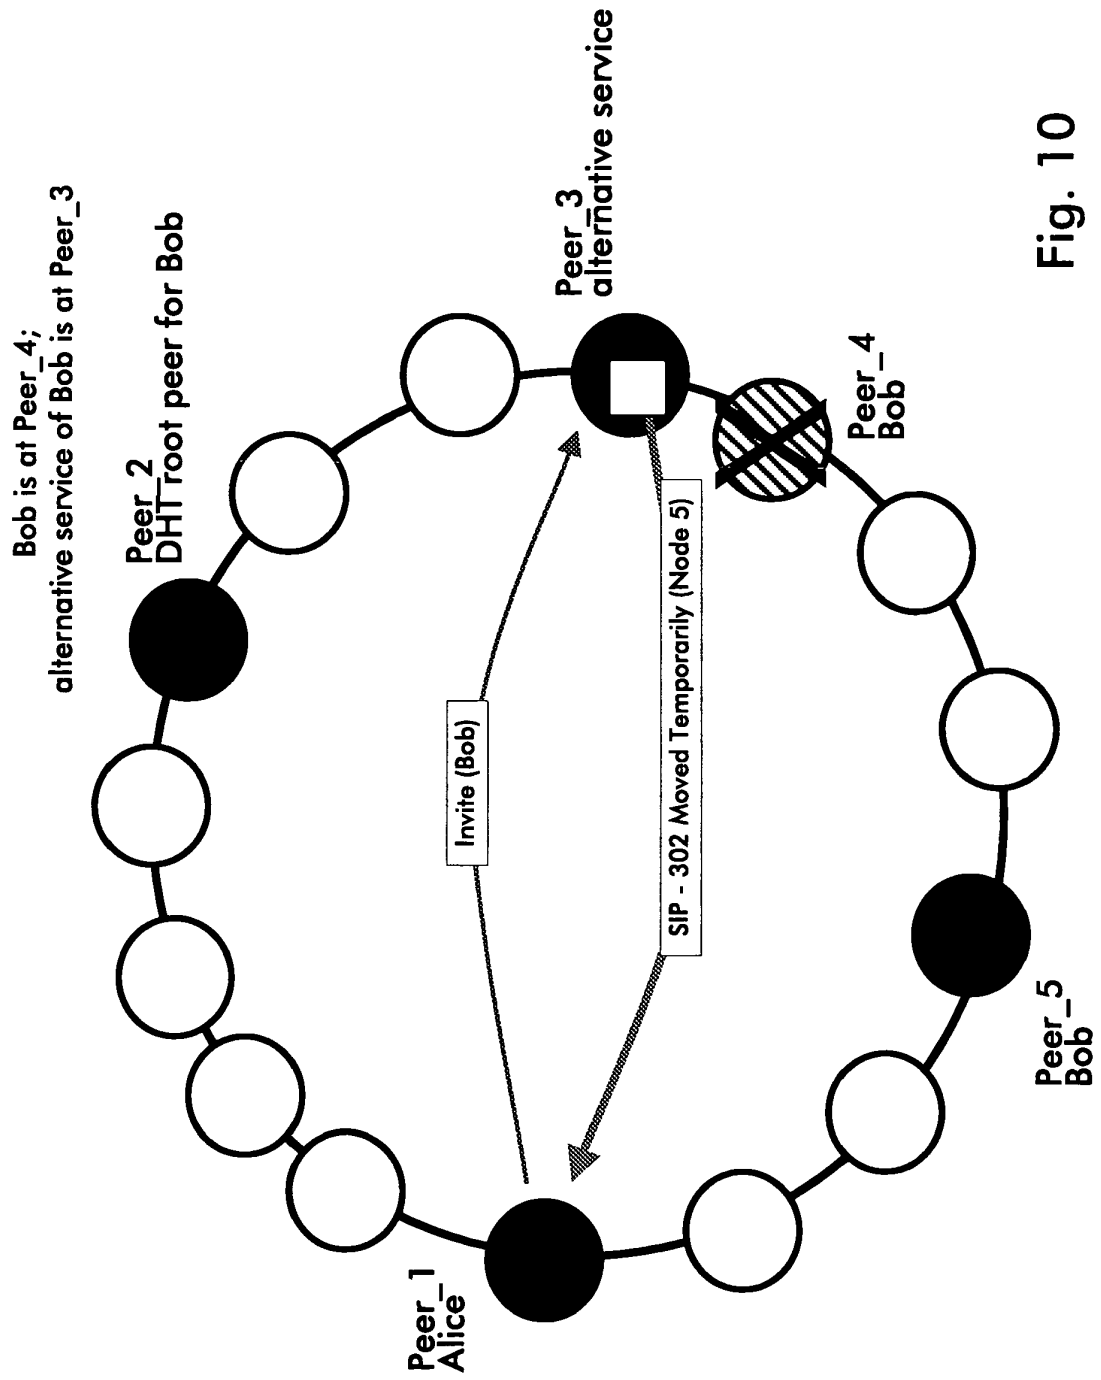 Bob is at Peer_4;
alternative service of Bob is at Peer_3
Peer_2
DHT root peer for Bob
Peer_3
alternative service
Peer_1
Alice
Invite (Bob)
SIP - 302 Moved Temporarily (Node 5)
Peer_4
Bob
Peer_5
Bob
Fig. 10